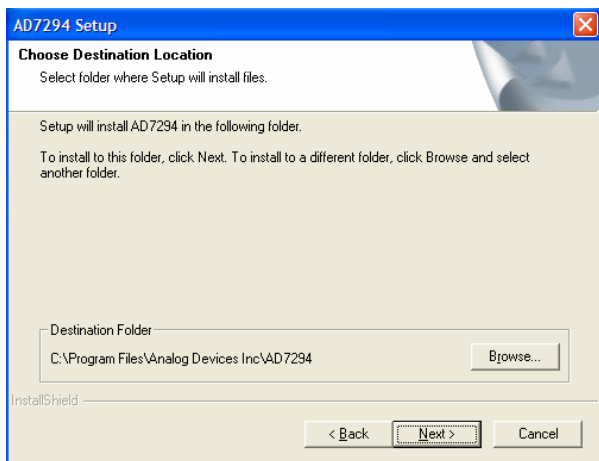 AD7294 Setup
Choose Destination Location
Select folder where Setup will install files.
Setup will install AD7294 in the following folder.
To install to this folder, click Next. To install to a different folder, click Browse and select
another folder.
Destination Folder
C:\Program Files\Analog Devices Inc\AD7294
Browse...
InstallShield
< Back
Next >
Cancel